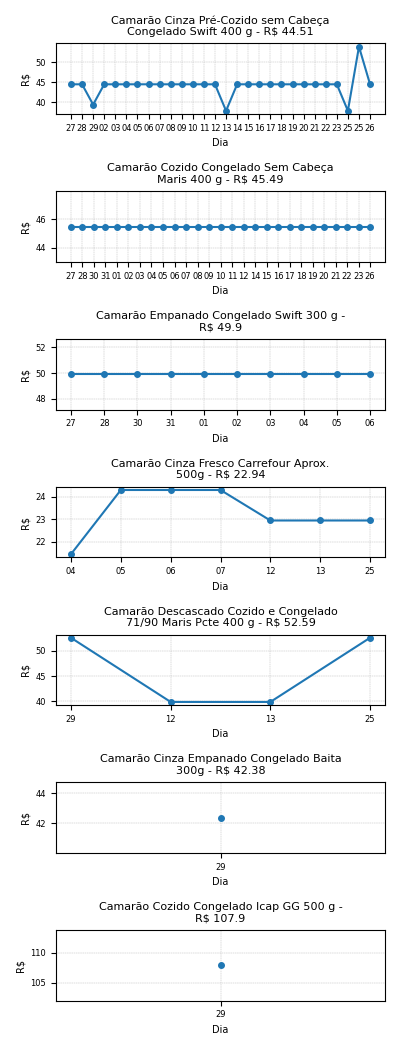 Camarão Cinza Pré-Cozido sem Cabeça
Congelado Swift 400 g - R$ 44.51
50
45
40
R$
27 28 29 02 03 04 05 06 07 08 09 10 11 12 13 14 15 16 17 18 19 20 21 22 23 24 25 26
Dia
Camarão Cozido Congelado Sem Cabeça
Maris 400 g - R$ 45.49
46
44
R$
27 28 30 31 01 02 03 04 05 06 07 08 09 10 11 12 13 14 15 16 17 18 19 20 21 22 23 26
Dia
Camarão Empanado Congelado Swift 300 g -
R$ 49.9
52
50
48
R$
27 28 30 31 01 02 03 04 05 06
Dia
Camarão Cinza Fresco Carrefour Aprox.
500g - R$ 22.94
24
23
22
R$
04 05 06 07 12 13 25
Dia
Camarão Descascado Cozido e Congelado
71/90 Maris Pcte 400 g - R$ 52.59
50
45
40
R$
29 12 13 25
Dia
Camarão Cinza Empanado Congelado Baita
300g - R$ 42.38
44
42
R$
29
Dia
Camarão Cozido Congelado Icap GG 500 g -
R$ 107.9
110
105
R$
29
Dia